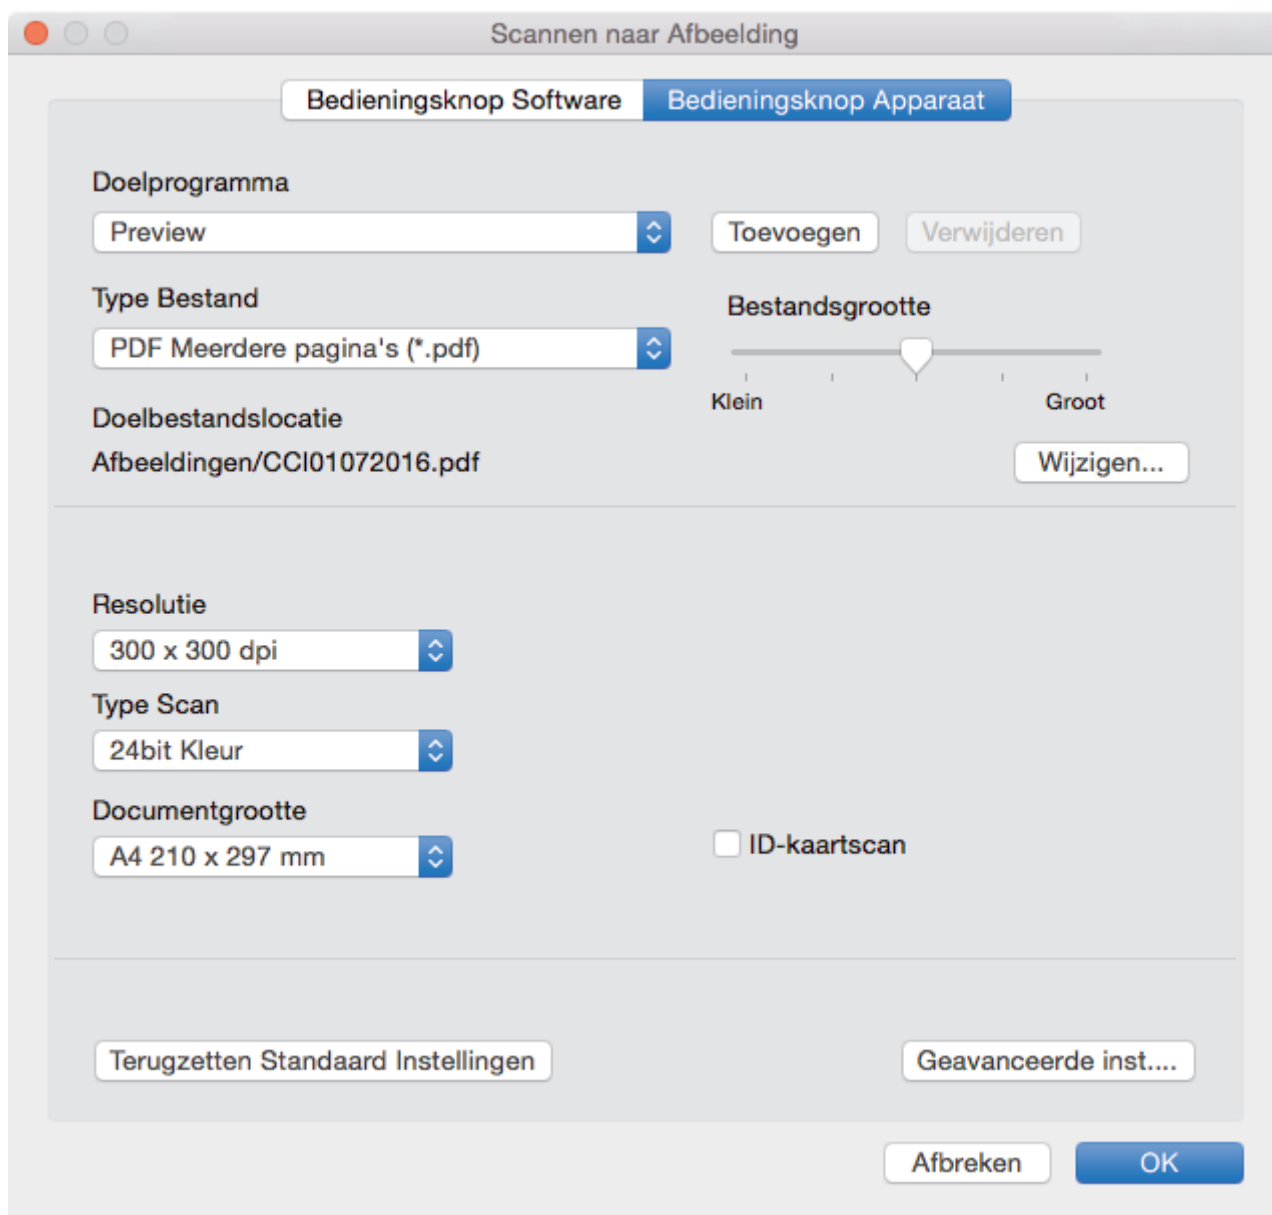 Scannen naar Afbeelding
Bedieningsknop Software
Bedieningsknop Apparaat
Doelprogramma
Preview
Toevoegen
Verwijderen
Type Bestand
Bestandsgrootte
PDF Meerdere pagina's (*.pdf)
Klein
Groot
Doelbestandslocatie
Afbeeldingen/CCI01072016.pdf
Wijzigen...
Resolutie
300 x 300 dpi
Type Scan
24bit Kleur
Documentgrootte
A4 210 x 297 mm
ID-kaartscan
Terugzetten Standaard Instellingen
Geavanceerde inst....
Afbreken
OK